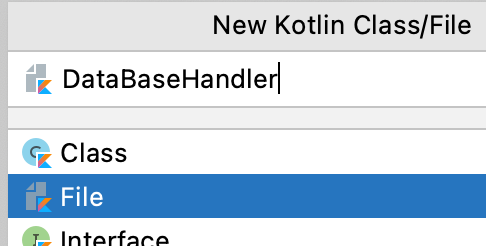 New Kotlin Class/File
DataBaseHandler
Class
File
Interface